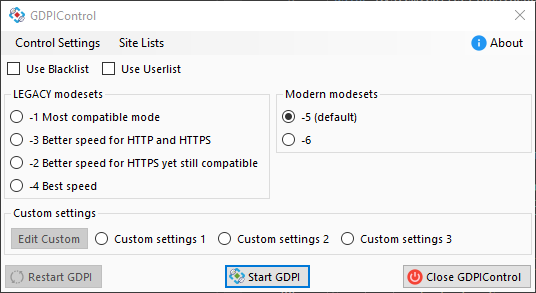 GDPIControl
Control Settings Site Lists About
Use Blacklist Use Userlist
LEGACY modesets Modern modesets
-1 Most compatible mode -5 (default)
-3 Better speed for HTTP and HTTPS -6
-2 Better speed for HTTPS yet still compatible
-4 Best speed
Custom settings
Edit Custom Custom settings 1 Custom settings 2 Custom settings 3
Restart GDPI Start GDPI Close GDPIControl